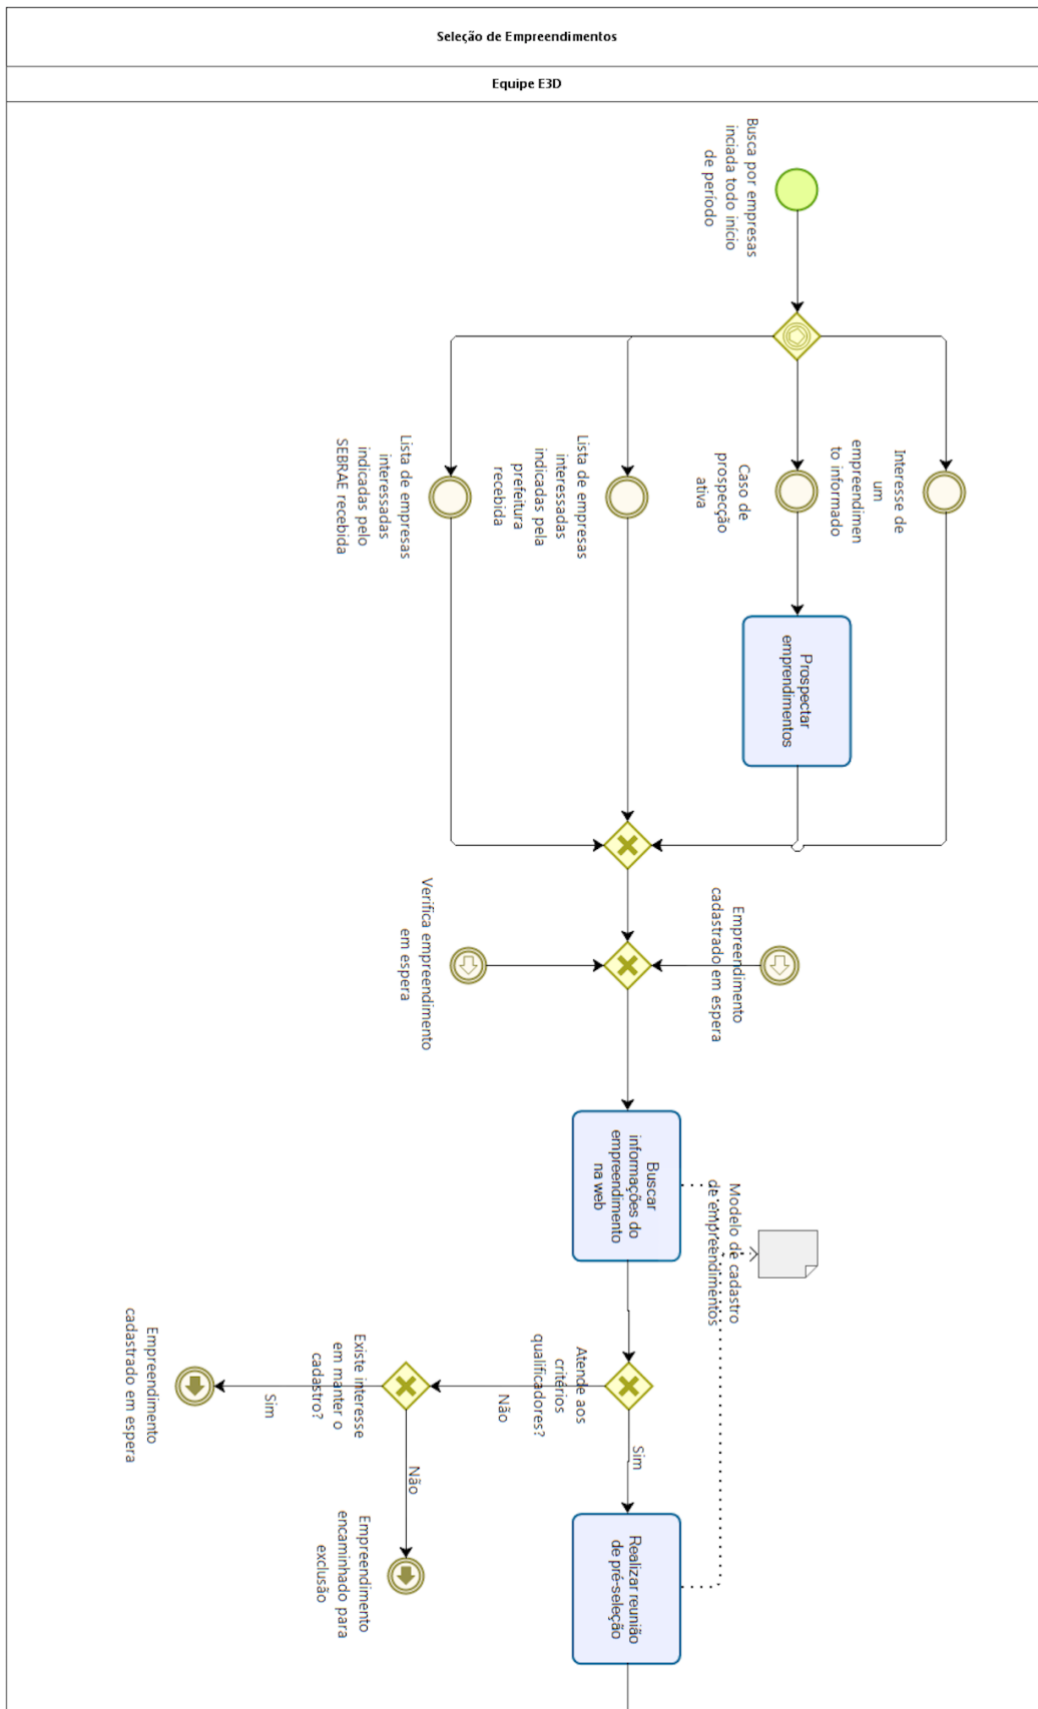 Seleção de Empreendimentos
Equipe E3D
Busca por empresas
inciada todo início
de período
Interesse de
um
empreendimen
to informado
Caso de
prospecção
ativa
Lista de empresas
interessadas
indicadas pela
prefeitura
recebida
Lista de empresas
interessadas
indicadas pelo
SEBRAE recebida
Prospectar
emprendimentos
Empreendimento
cadastrado em espera
Verifica empreendimento
em espera
Buscar
informações do
empreendimento
na web
Modelo de cadastro
de empreendimentos
Atende aos
critérios
qualificadores?
Não
Sim
Existe interesse
em manter o
cadastro?
Sim
Não
Empreendimento
cadastrado em espera
Empreendimento
encaminhado para
exclusão
Realizar reunião
de pré-seleção